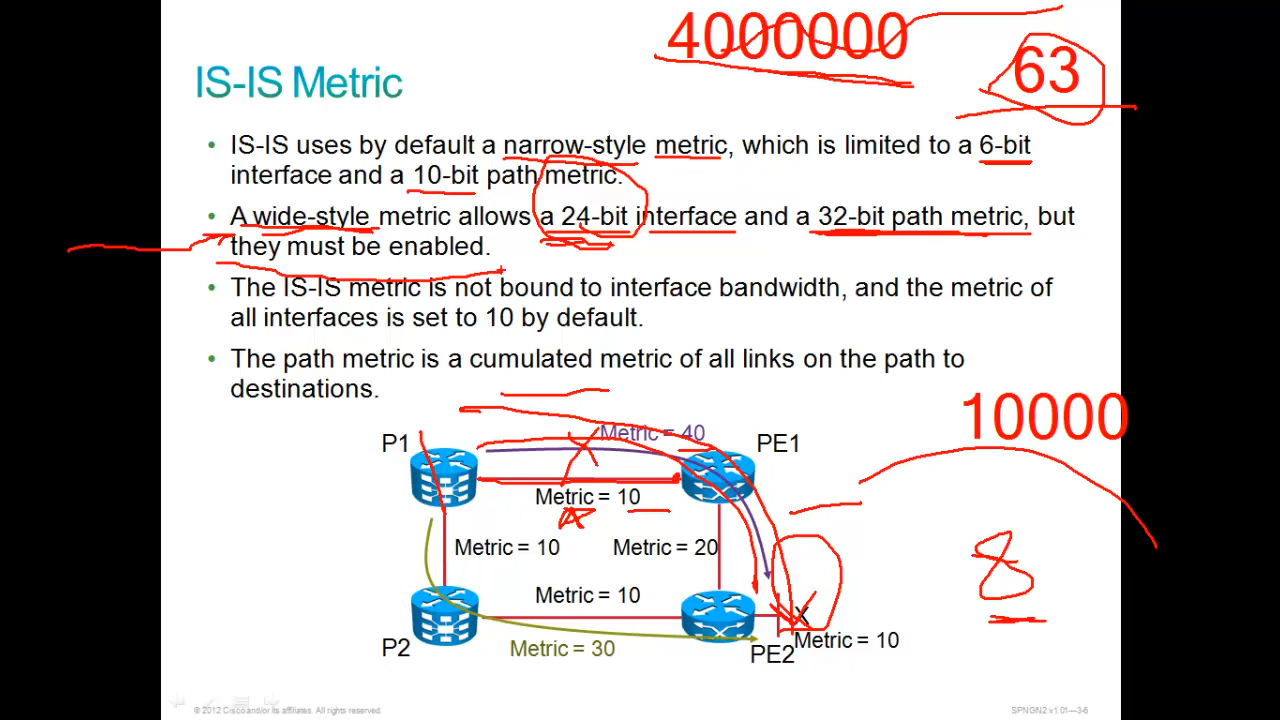 4000000
63
IS-IS Metric
• IS-IS uses by default a narrow-style metric, which is limited to a 6-bit
interface and a 10-bit path metric.
• A wide-style metric allows a 24-bit interface and a 32-bit path metric, but
they must be enabled.
• The IS-IS metric is not bound to interface bandwidth, and the metric of
all interfaces is set to 10 by default.
• The path metric is a cumulated metric of all links on the path to
destinations.
10000
P1
Metric = 40
PE1
Metric = 10
Metric = 10
Metric = 20
8
Metric = 10
X
P2
Metric = 30
PE2
Metric = 10
© 2012 Cisco and/or its affiliates. All rights reserved.
SPNGN2 v1.01—3-6